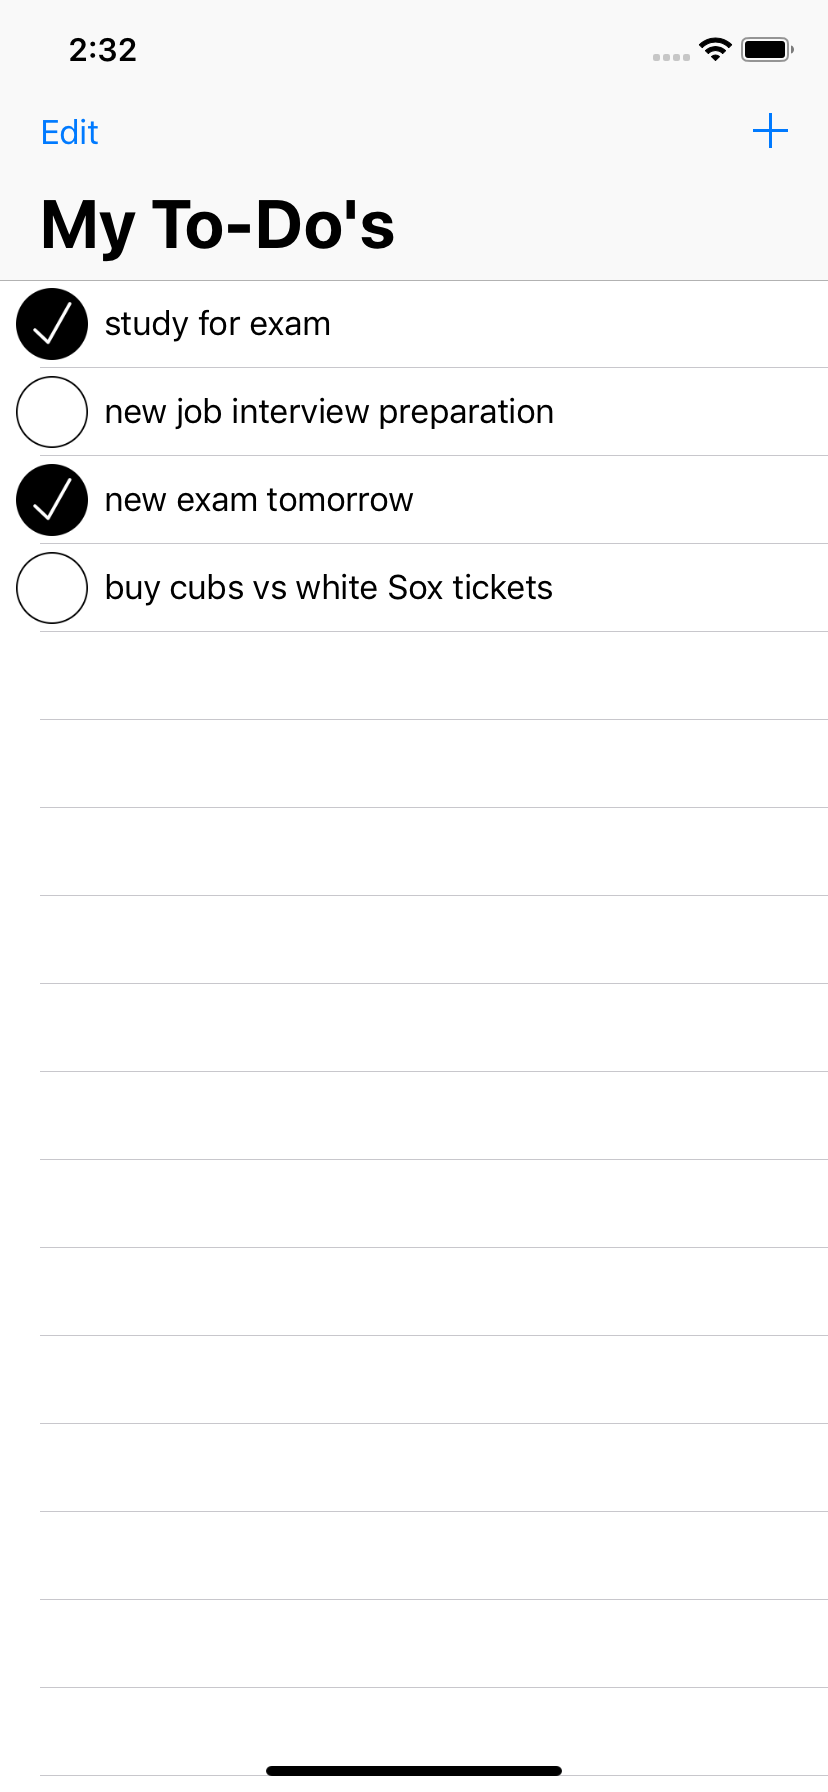 2:32
Edit
My To-Do's
study for exam
new job interview preparation
new exam tomorrow
buy cubs vs white Sox tickets